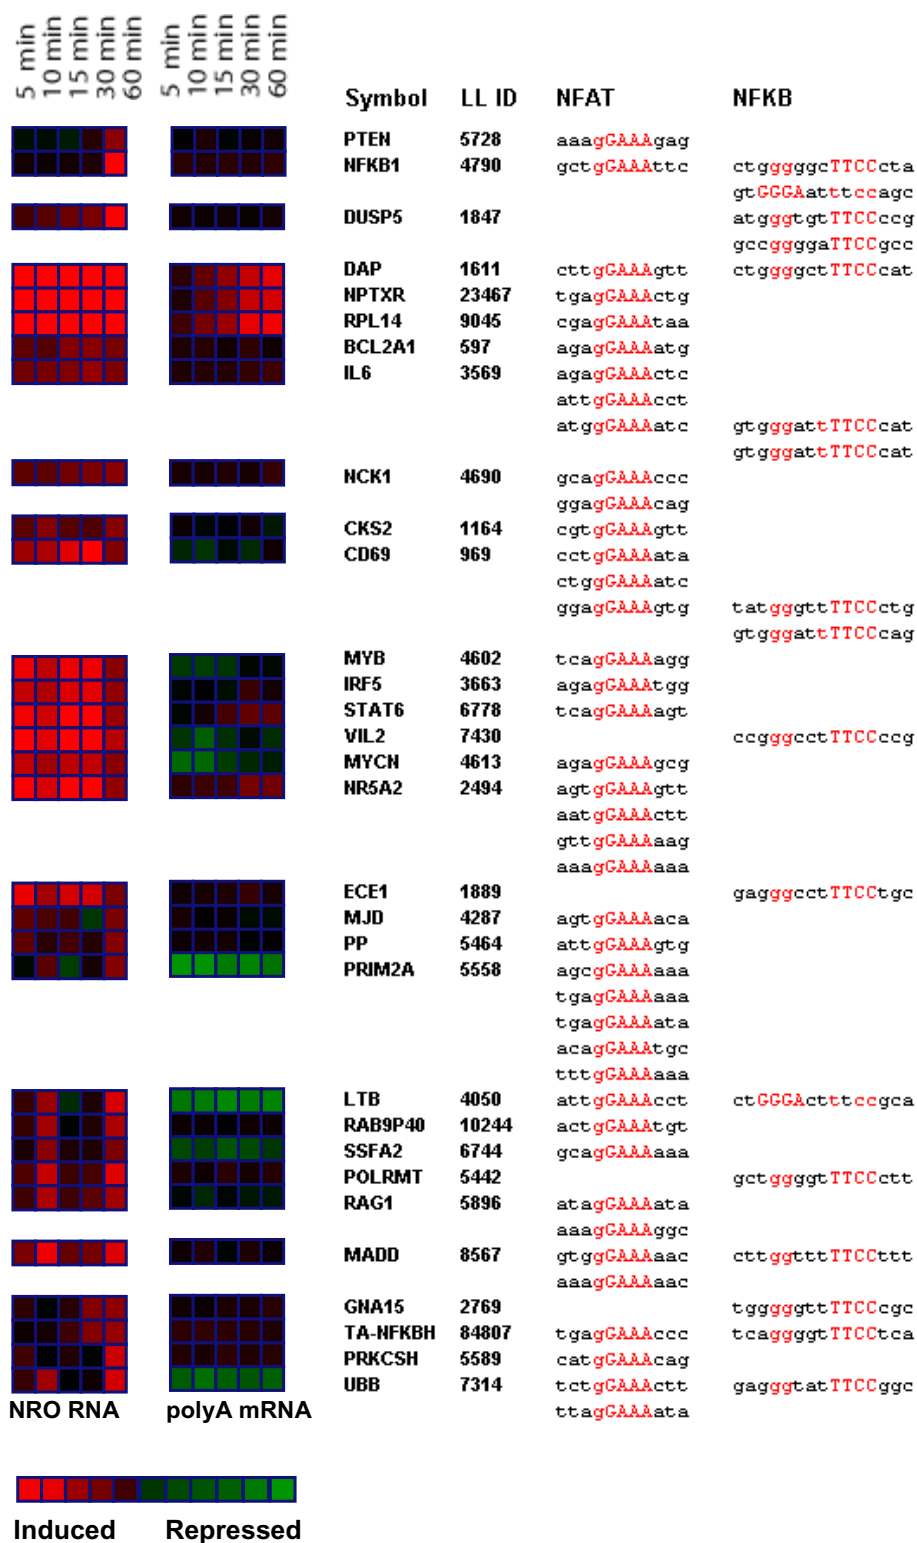 5 min 10 min 15 min 30 min 60 min 5 min 10 min 15 min 30 min 60 min
Symbol LL ID NFAT NFKB
PTEN 5728 aaagGAAAgag
NFKB1 4790 gctgGAAAttc ctgggggcTTCCcta
gtGGGAatttccagc
DUSP5 1847 atgggtgtTTCCccg
gccggggaTTCCgcc
DAP 1611 cttgGAAAgtt ctggggctTTCCcat
NPTXR 23467 tgagGAAActg
RPL14 9045 cgagGAAAtaa
BCL2A1 597 agagGAAAatg
IL6 3569 agagGAAActc
attgGAAAcct
atggGAAAatc gtgggattTTCCcat
gtgggattTTCCcat
NCK1 4690 gcagGAAAccc
ggagGAAAcag
CKS2 1164 cgtgGAAAgtt
CD69 969 cctgGAAAata
ctggGAAAatc
ggagGAAAgtg tatgggttTTCCctg
gtgggattTTCCcag
MYB 4602 tcagGAAAagg
IRF5 3663 agagGAAAtgg
STAT6 6778 tcagGAAAagt
VIL2 7430 ccgggcctTTCCccg
MYCN 4613 agagGAAAgcg
NR5A2 2494 agtgGAAAgtt
aatgGAAActt
gttgGAAAaag
aaagGAAAaaa
ECE1 1889 gagggcctTTCCtgc
MJD 4287 agtgGAAAaca
PP 5464 attgGAAAgtg
PRIM2A 5558 agcgGAAAaaa
tgagGAAAaaa
tgagGAAAata
acagGAAAtgc
tttgGAAAaaa
LTB 4050 attgGAAAcct ctGGGActttccgca
RAB9P40 10244 actgGAAAtgt
SSFA2 6744 gcagGAAAaaa
POLRMT 5442 gctggggtTTCCctt
RAG1 5896 atagGAAAata
aaagGAAAggc
MADD 8567 gtggGAAAaac cttggtttTTCCttt
aaagGAAAaac
GNA15 2769 tgggggttTTCCcgc
TA-NFKBH 84807 tgagGAAAccc tcaggggtTTCCtca
PRKCSH 5589 catgGAAAcag
UBB 7314 tctgGAAActt gagggtatTTCCggc
ttagGAAAata
NRO RNA polyA mRNA
Induced Repressed